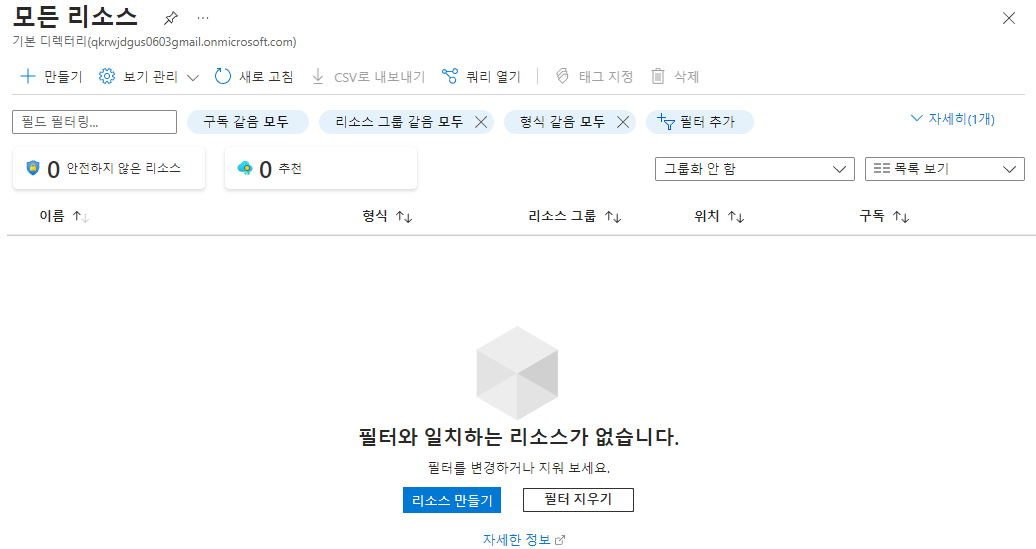 모든 리소스 ...
기본 디렉터리(qkrwjdgus0603gmail.onmicrosoft.com)
만들기 보기 관리 새로 고침 CSV로 내보내기 쿼리 열기 태그 지정 삭제
필드 필터링... 구독 같음 모두 리소스 그룹 같음 모두 형식 같음 모두 필터 추가 자세히(1개)
0 안전하지 않은 리소스 0 추천 그룹화 안 함 목록 보기
이름 형식 리소스 그룹 위치 구독
필터와 일치하는 리소스가 없습니다.
필터를 변경하거나 지워 보세요.
리소스 만들기 필터 지우기
자세한 정보